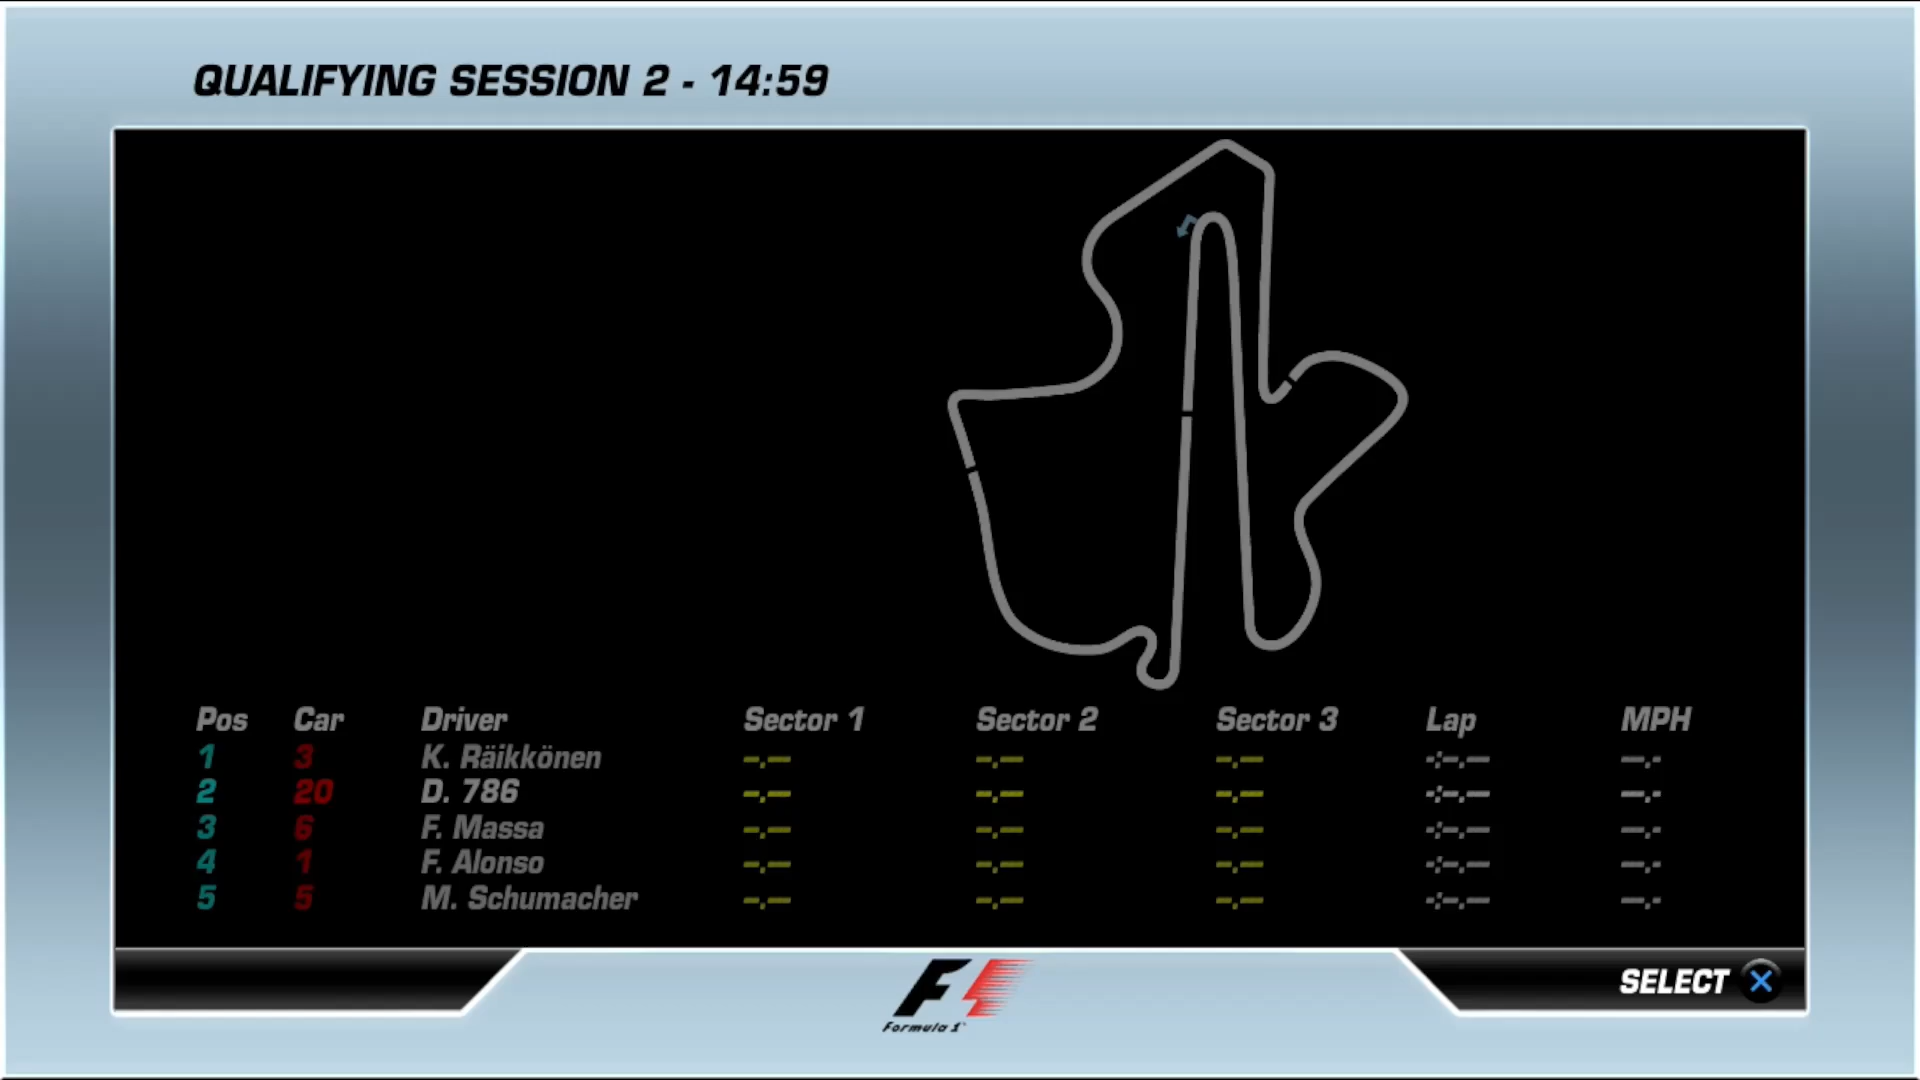 QUALIFYING SESSION 2 - 14:59
Pos Car Driver Sector 1 Sector 2 Sector 3 Lap MPH
1 3 K. Räikkönen -.-- -.-- -.-- -:--.-- --.-
2 20 D. 786 -.-- -.-- -.-- -:--.-- --.-
3 6 F. Massa -.-- -.-- -.-- -:--.-- --.-
4 1 F. Alonso -.-- -.-- -.-- -:--.-- --.-
5 5 M. Schumacher -.-- -.-- -.-- -:--.-- --.-
F1
Formula 1
SELECT